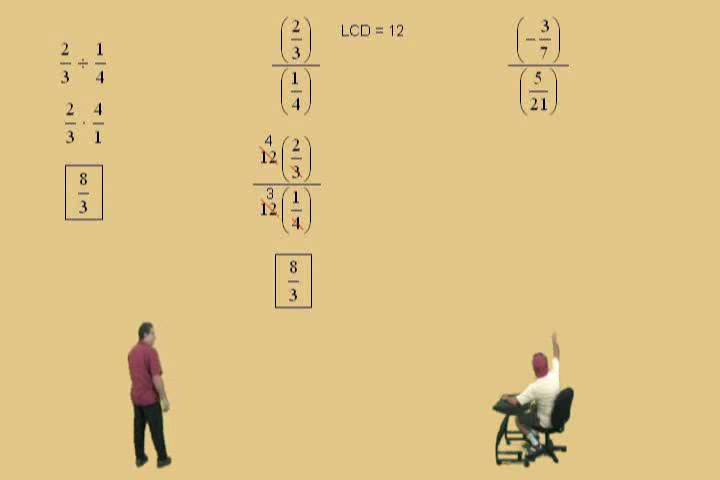 2/3 ÷ 1/4
2/3 · 4/1
8/3
(2/3)/(1/4) LCD = 12
4 12(2/3)
3 12(1/4)
8/3
(-3/7)/(5/21)